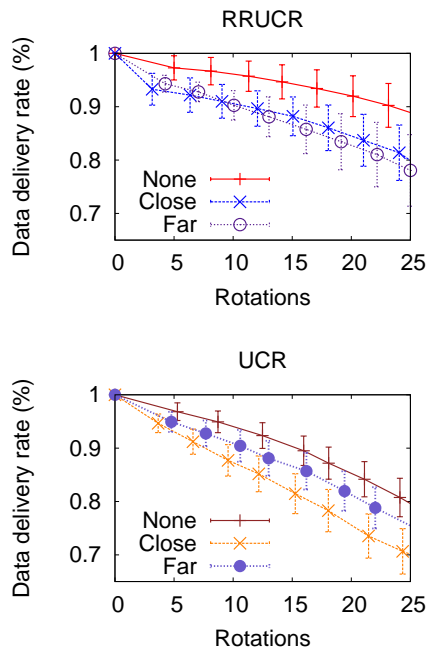 RRUCR
Data delivery rate (%)
1
0.9
0.8
0.7
None
Close
Far
0 5 10 15 20 25
Rotations
UCR
Data delivery rate (%)
1
0.9
0.8
0.7
None
Close
Far
0 5 10 15 20 25
Rotations